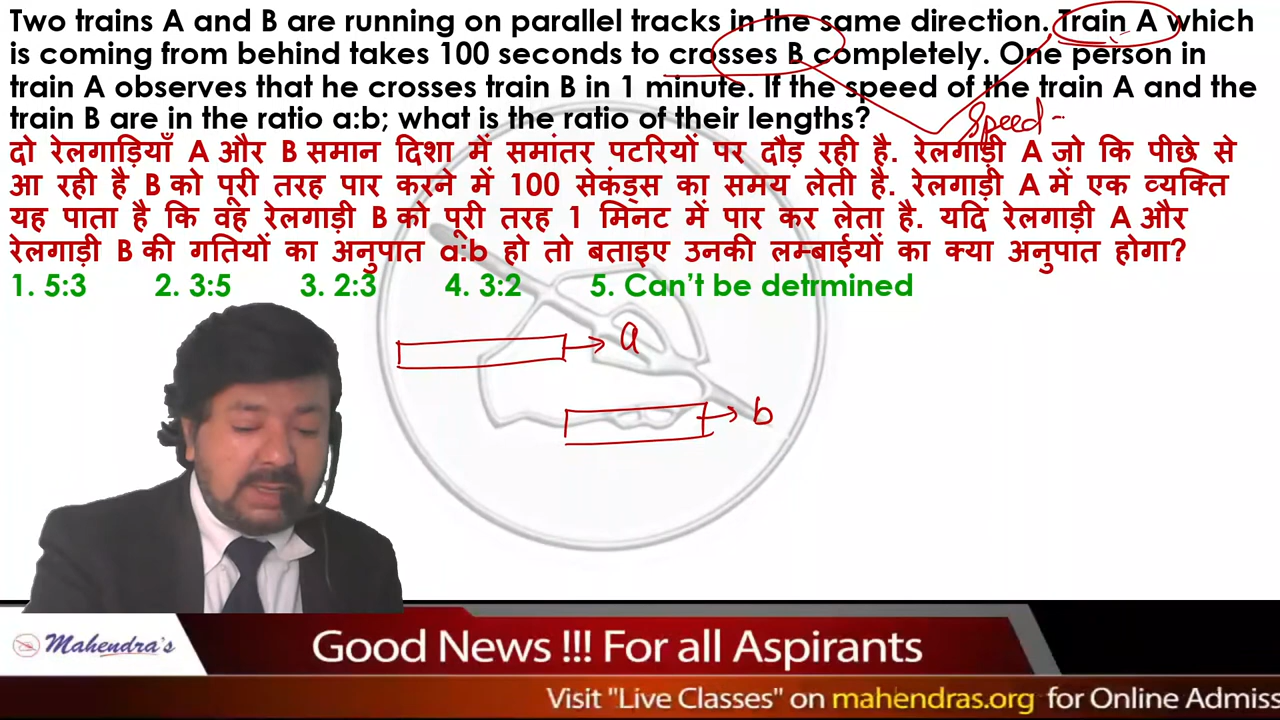 Two trains A and B are running on parallel tracks in the same direction. Train A which
is coming from behind takes 100 seconds to crosses B completely. One person in
train A observes that he crosses train B in 1 minute. If the speed of the train A and the
train B are in the ratio a:b; what is the ratio of their lengths?
Speed -
दो रेलगाड़ियाँ A और B समान दिशा में समांतर पटरियों पर दौड़ रही है. रेलगाड़ी A जो कि पीछे से
आ रही है B को पूरी तरह पार करने में 100 सेकंड्स का समय लेती है. रेलगाड़ी A में एक व्यक्ति
यह पाता है कि वह रेलगाड़ी B को पूरी तरह 1 मिनट में पार कर लेता है. यदि रेलगाड़ी A और
रेलगाड़ी B की गतियों का अनुपात a:b हो तो बताइए उनकी लम्बाईयों का क्या अनुपात होगा?
1. 5:3 2. 3:5 3. 2:3 4. 3:2 5. Can't be detrmined
a
b
Mahendra's
Good News !!! For all Aspirants
Visit "Live Classes" on mahendras.org for Online Admiss